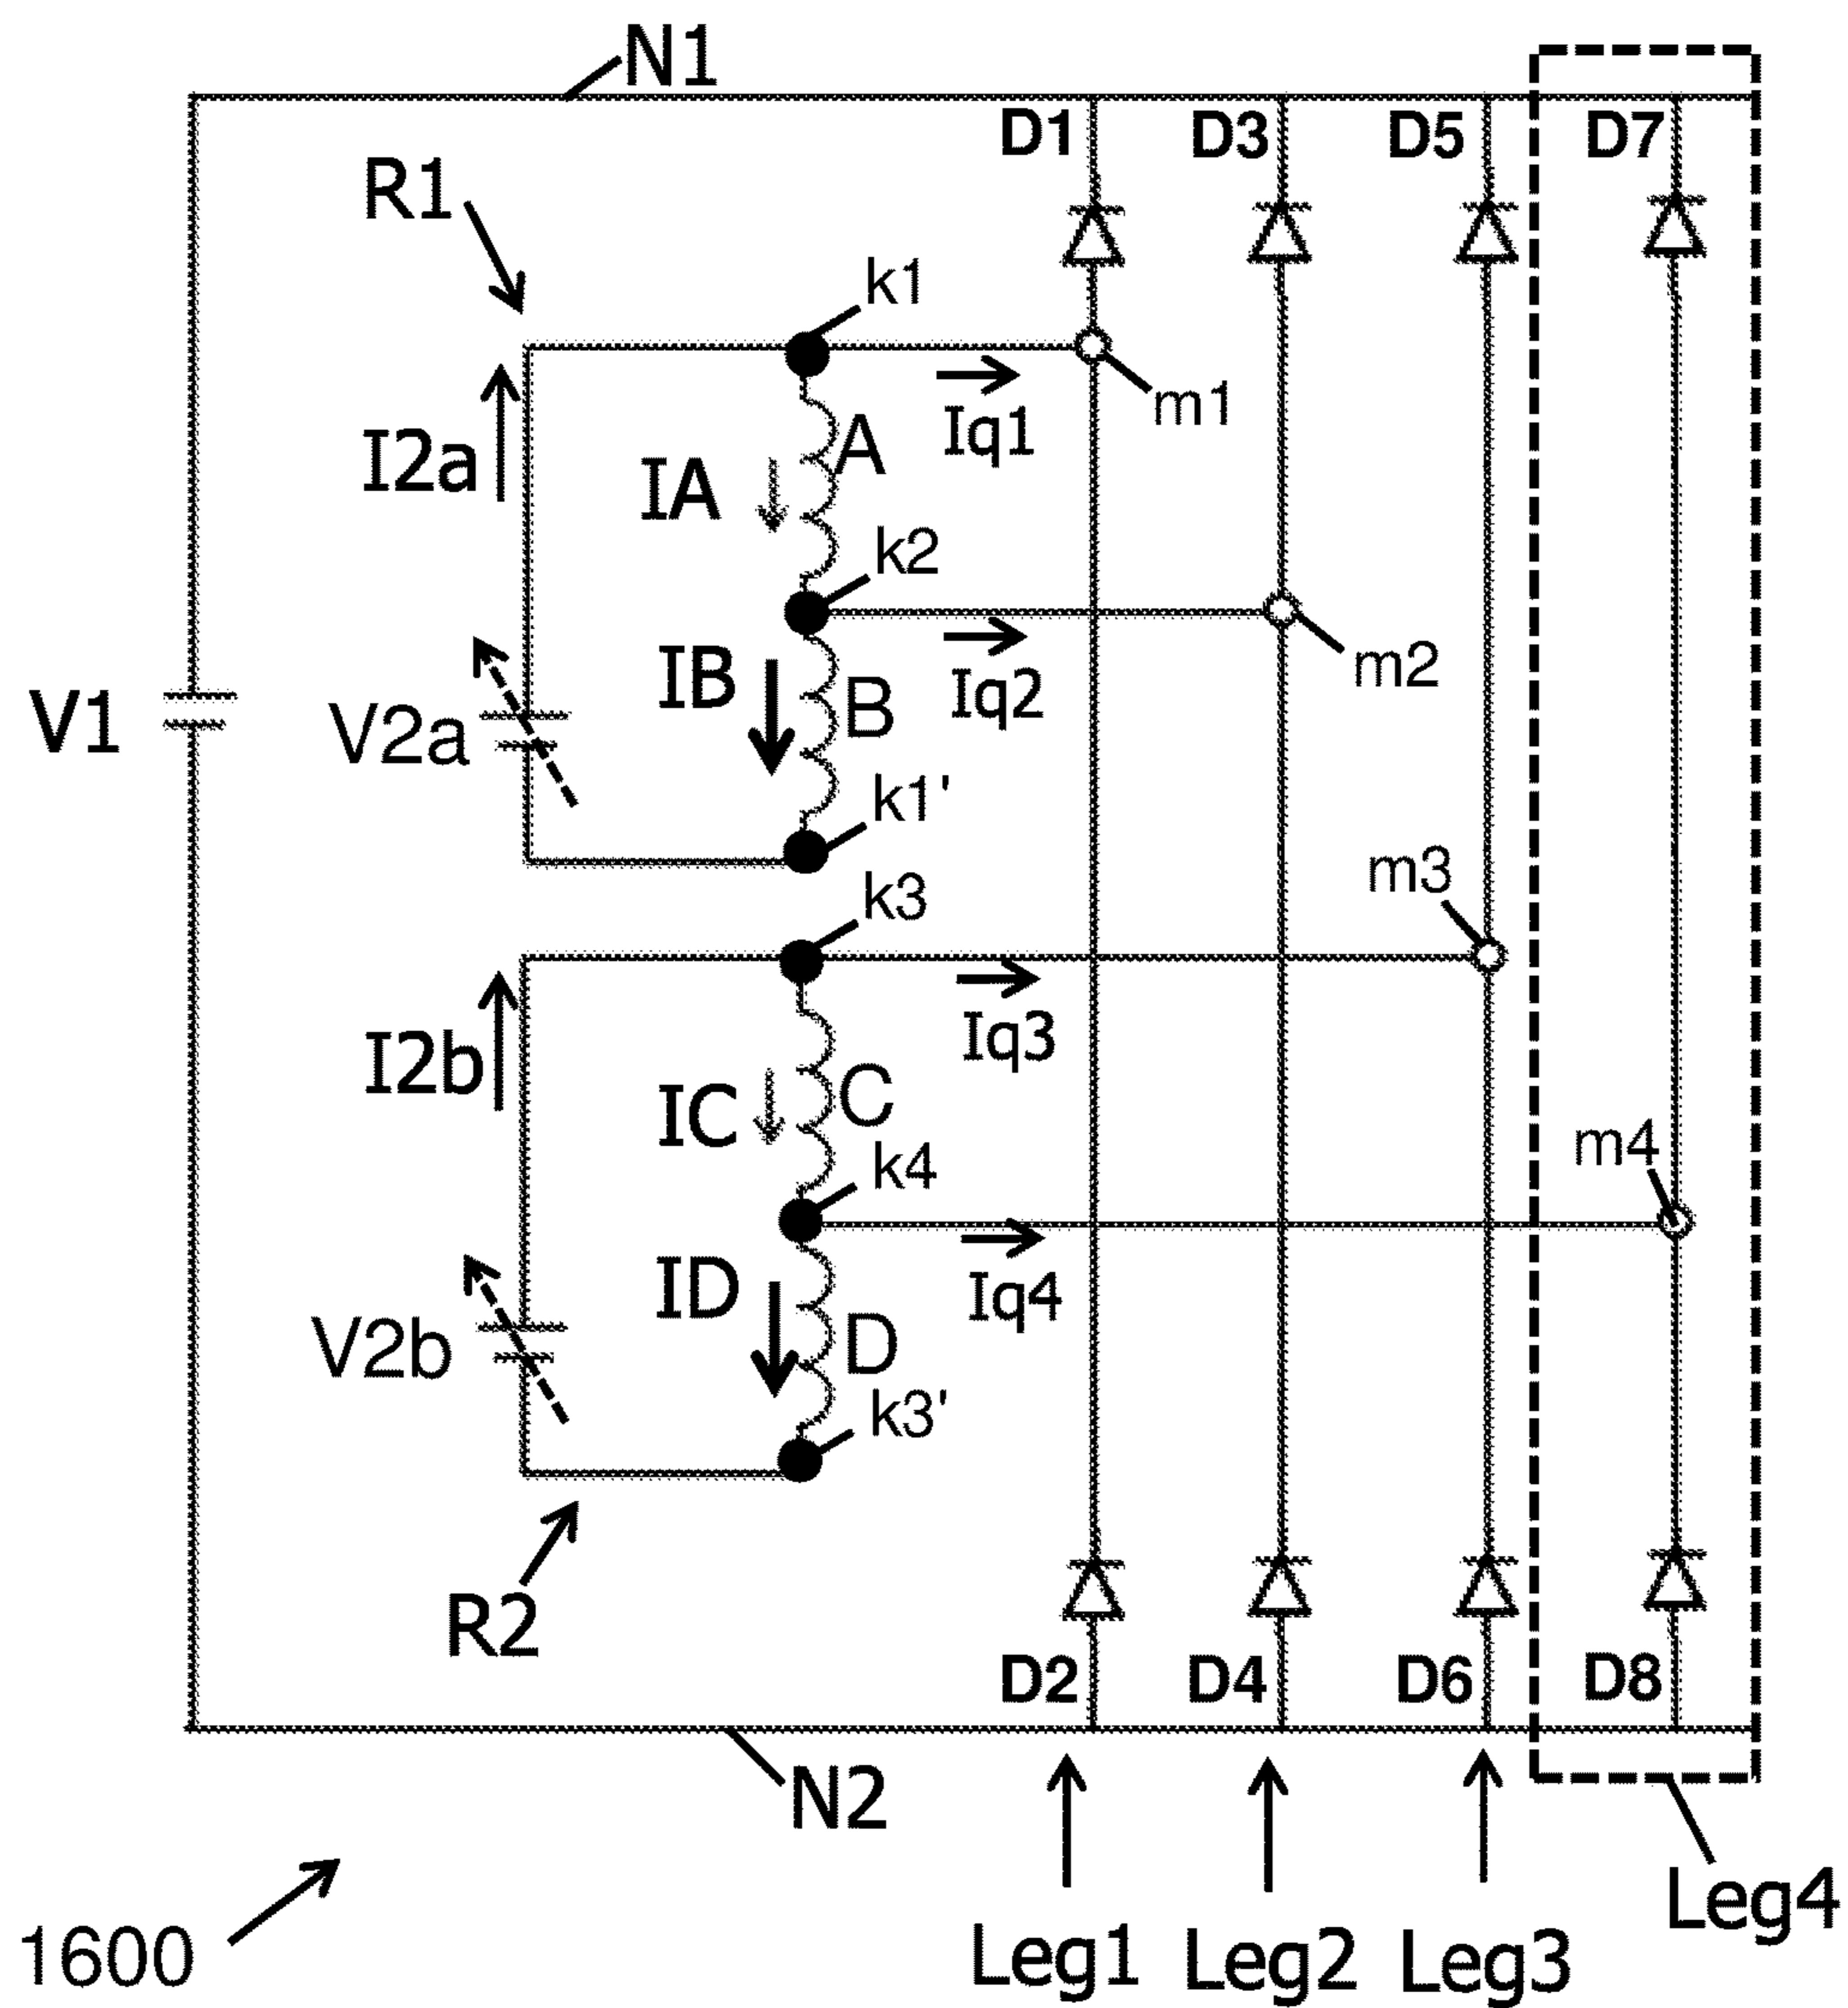 N1
D1
D3
D5
D7
R1
k1
m1
Iq1
I2a
A
IA
k2
m2
IB
B
Iq2
V1
V2a
k1'
m3
k3
I2b
Iq3
C
IC
k4
m4
ID
Iq4
V2b
D
k3'
R2
D2
D4
D6
D8
N2
Leg4
1600
Leg1
Leg2
Leg3